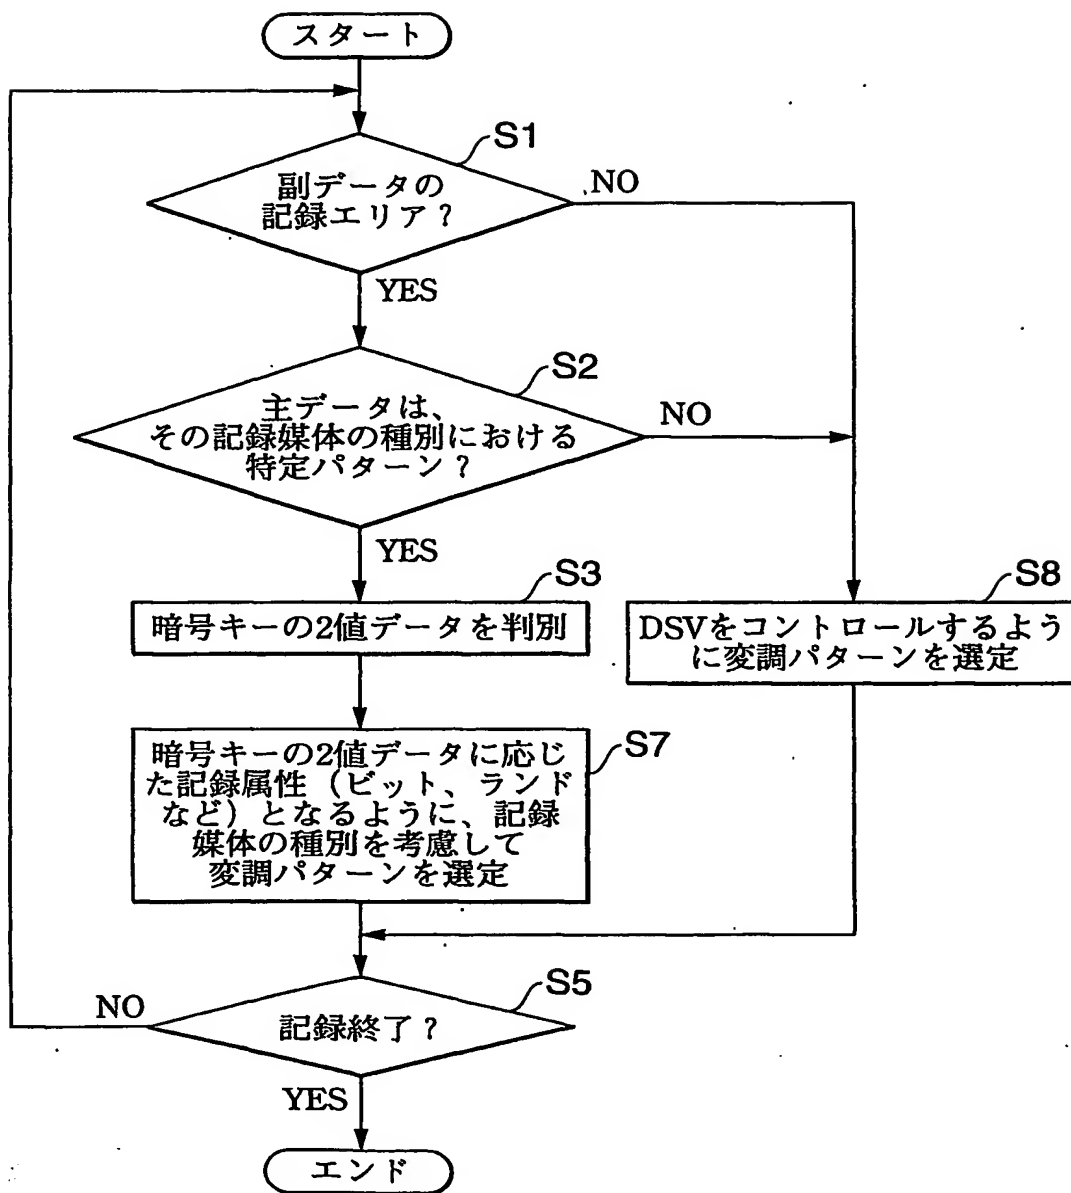 スタート
S1
副データの
記録エリア？
NO
YES
S2
主データは、
その記録媒体の種別における
特定パターン？
NO
YES
S3
暗号キーの2値データを判別
S8
DSVをコントロールするよう
に変調パターンを選定
S7
暗号キーの2値データに応じ
た記録属性（ピット、ランド
など）となるように、記録
媒体の種別を考慮して
変調パターンを選定
S5
NO
記録終了？
YES
エンド